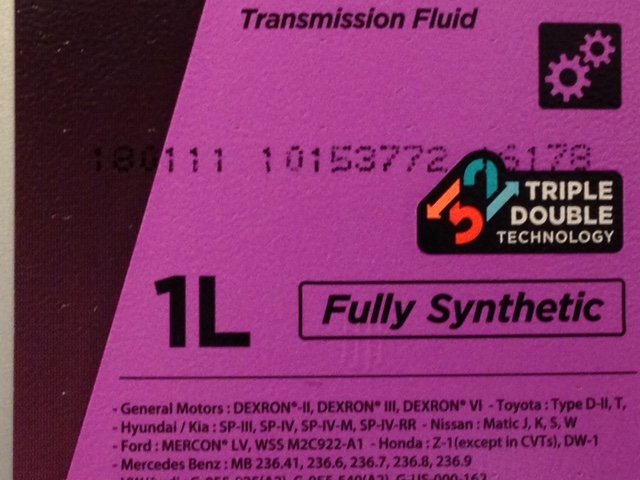 Transmission Fluid
180111 10153772 6178
TRIPLE
DOUBLE
TECHNOLOGY
1L
Fully Synthetic
- General Motors : DEXRON®-II, DEXRON® III, DEXRON® VI - Toyota : Type D-II, T,
- Hyundai / Kia : SP-III, SP-IV, SP-IV-M, SP-IV-RR - Nissan : Matic J, K, S, W
- Ford : MERCON® LV, WSS M2C922-A1 - Honda : Z-1(except in CVTs), DW-1
- Mercedes Benz : MB 236.41, 236.6, 236.7, 236.8, 236.9